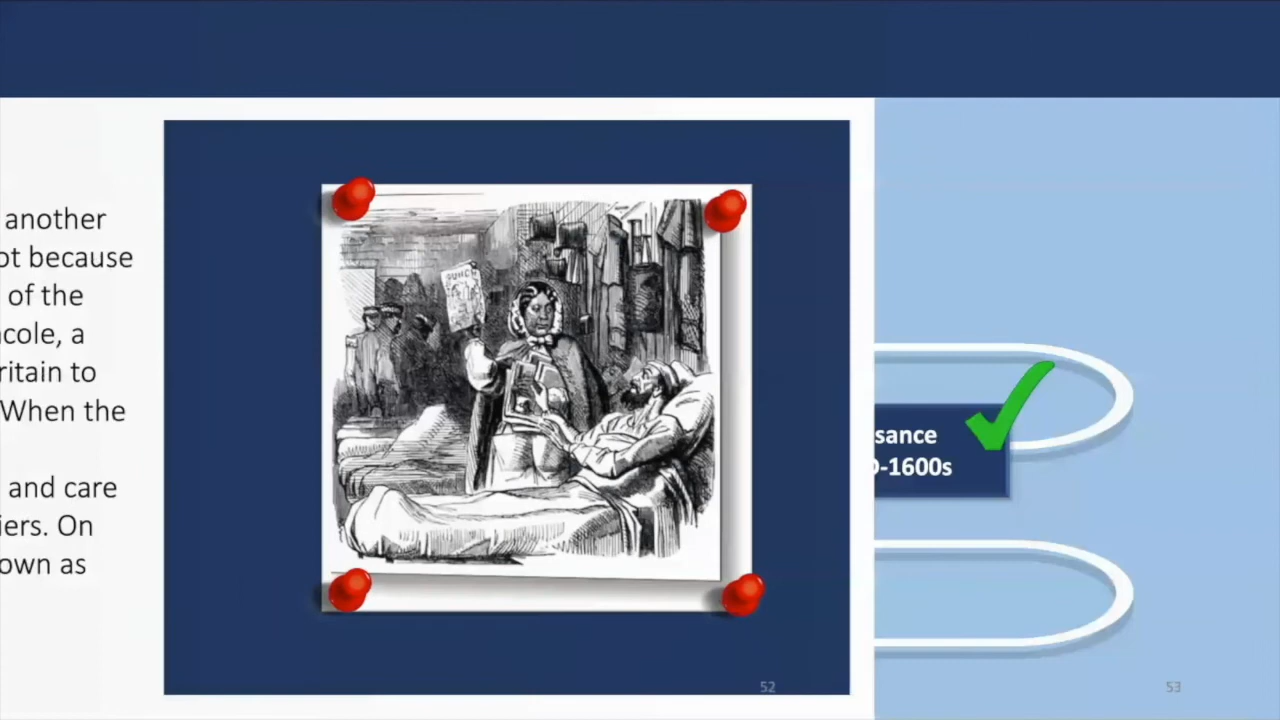 another
ot because
of the
cole, a
ritain to
When the
and care
iers. On
own as
PUNCH
sance
-1600s
52
53